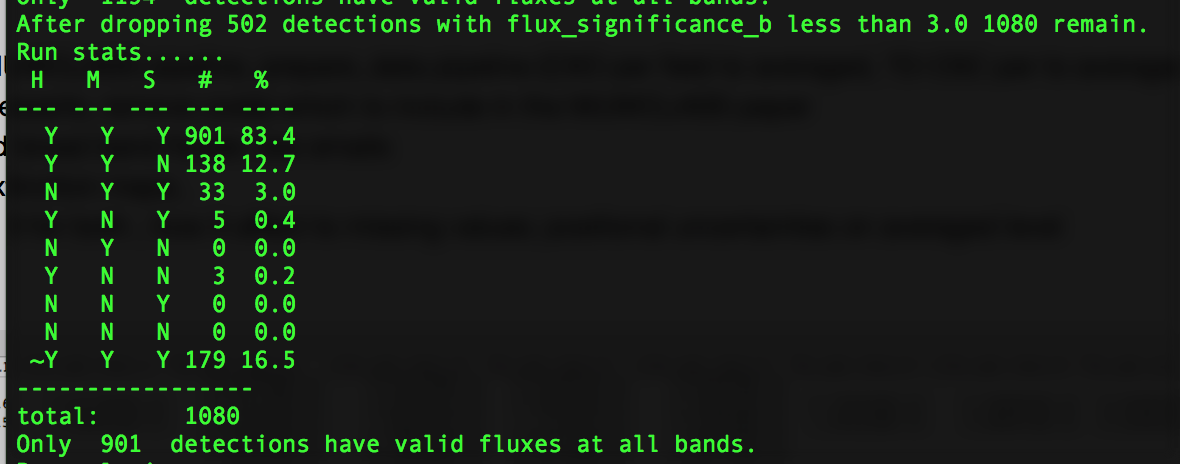 Only 1194 detections have valid fluxes at all bands.
After dropping 502 detections with flux_significance_b less than 3.0 1080 remain.
Run stats......
H M S # %
--- --- --- --- ----
Y Y Y 901 83.4
Y Y N 138 12.7
N Y Y 33 3.0
Y N Y 5 0.4
N Y N 0 0.0
Y N N 3 0.2
N N Y 0 0.0
N N N 0 0.0
~Y Y Y 179 16.5
-----------------
total: 1080
Only 901 detections have valid fluxes at all bands.